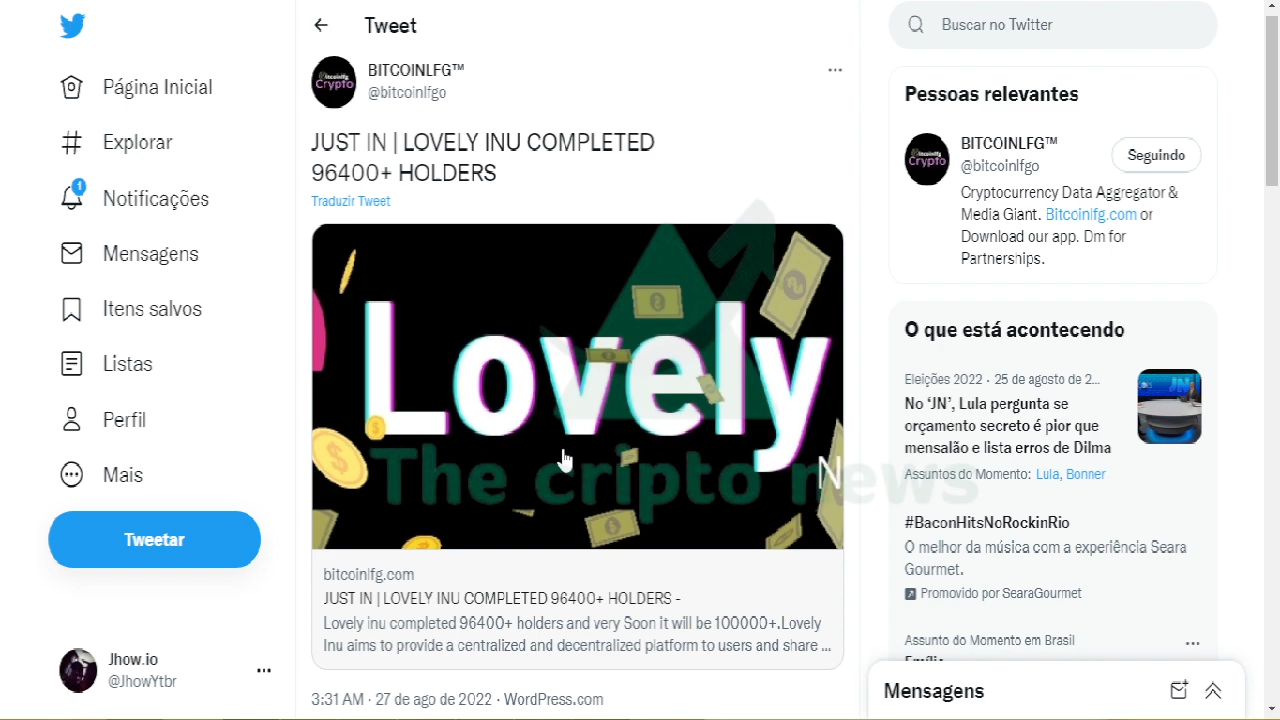 Tweet
Buscar no Twitter
Página Inicial
Explorar
1
Notificações
Mensagens
Itens salvos
Listas
Perfil
Mais
Tweetar
Jhow.io
@JhowYtbr
Bitcoinlfg
Crypto
BITCOINLFG™
@bitcoinlfgo
JUST IN | LOVELY INU COMPLETED
96400+ HOLDERS
Traduzir Tweet
Lovely
N
The cripto news
bitcoinlfg.com
JUST IN | LOVELY INU COMPLETED 96400+ HOLDERS -
Lovely inu completed 96400+ holders and very Soon it will be 100000+.Lovely
Inu aims to provide a centralized and decentralized platform to users and share ...
3:31 AM · 27 de ago de 2022 · WordPress.com
Pessoas relevantes
Bitcoinlfg
Crypto
BITCOINLFG™
@bitcoinlfgo
Seguindo
Cryptocurrency Data Aggregator &
Media Giant. Bitcoinlfg.com or
Download our app. Dm for
Partnerships.
O que está acontecendo
Eleições 2022 · 25 de agosto de 2...
No ‘JN’, Lula pergunta se
orçamento secreto é pior que
mensalão e lista erros de Dilma
JN
Assuntos do Momento: Lula, Bonner
#BaconHitsNoRockinRio
O melhor da música com a experiência Seara
Gourmet.
Promovido por SearaGourmet
Assunto do Momento em Brasil
Mensagens